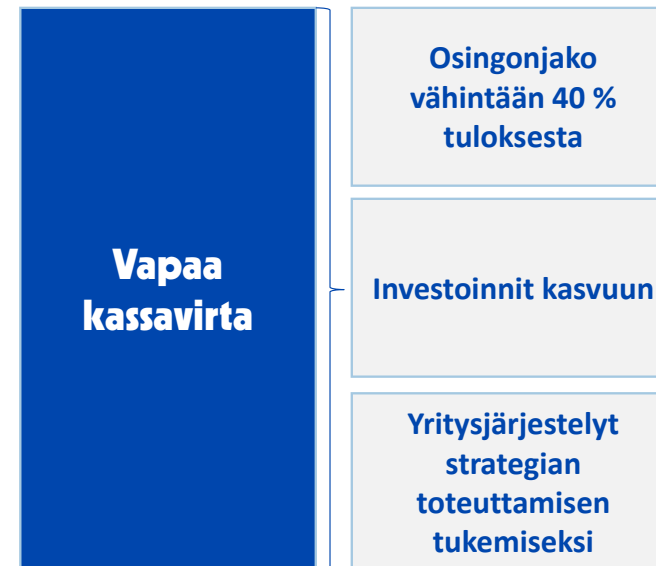 Vapaa
kassavirta
Osingonjako
vähintään 40 %
tuloksesta
Investoinnit kasvuun
Yritysjärjestelyt
strategian
toteuttamisen
tukemiseksi